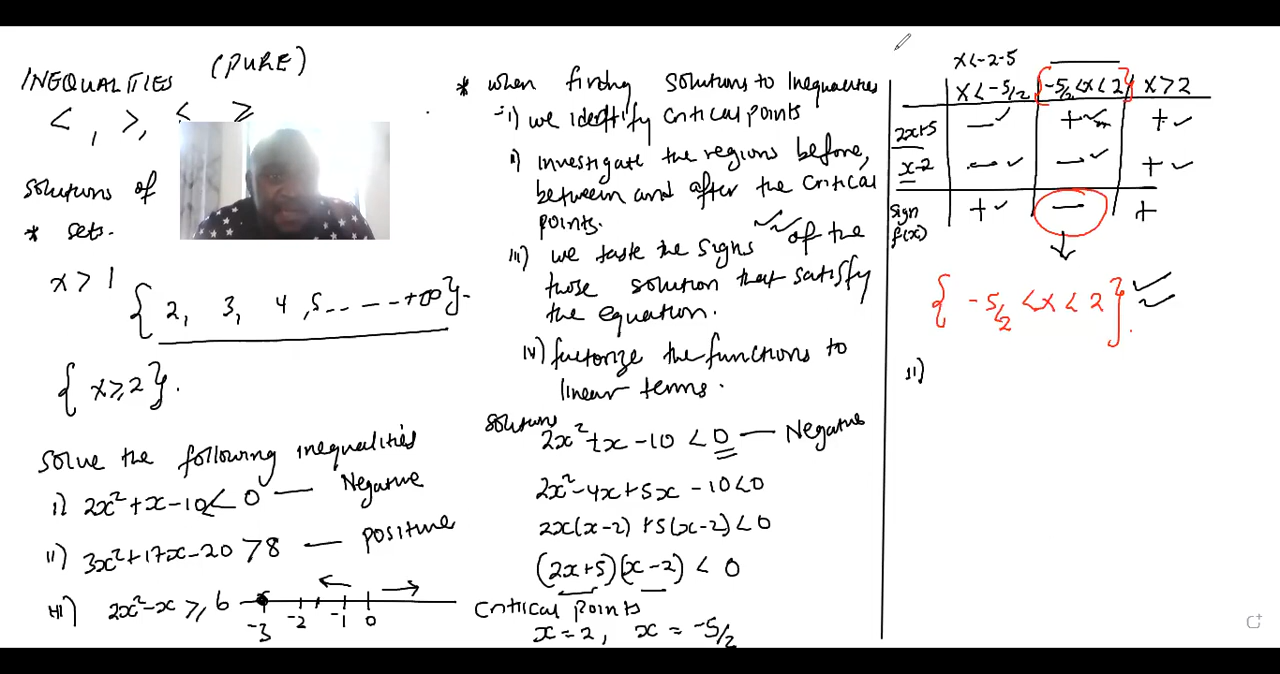 INEQUALITIES (PURE)
< , >, ≤ ≥
solutions of
* sets.
x > 1 { 2, 3, 4, 5... - - - +∞}.
{ x ≥ 2 }.
Solve the following inequalities
i) 2x² + x - 10 < 0 — Negative
ii) 3x² + 17x - 20 > 8 — positive
iii) 2x² - x ≥ 6
-3 -2 -1 0
* when finding solutions to Inequalities
i) we identify critical points
ii) investigate the regions before,
between and after the critical
points.
iii) we taste the signs of the
those solution that satisfy
the equation.
iv) factorize the functions to
linear terms.
solutions
2x² + x - 10 < 0 — Negative
2x² - 4x + 5x - 10 < 0
2x(x-2) + 5(x-2) < 0
(2x+5)(x-2) < 0
Critical points
x = 2, x = -5/2
x < -2.5
x < -5/2 {-5/2 < x < 2} x > 2
2x+5 — + +
x-2 — — +
sign f(x) + — +
{ -5/2 < x < 2 }.
ii)